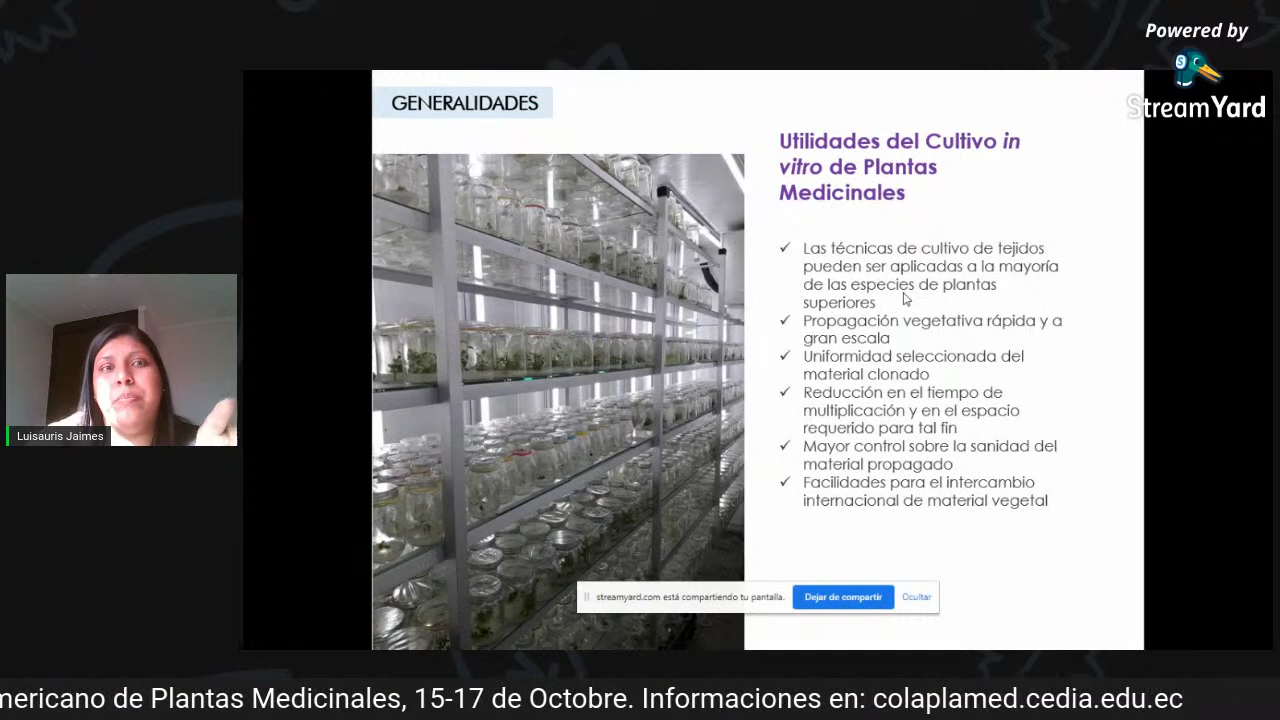 Powered by
StreamYard
GENERALIDADES
Utilidades del Cultivo in
vitro de Plantas
Medicinales
✓ Las técnicas de cultivo de tejidos
pueden ser aplicadas a la mayoría
de las especies de plantas
superiores
✓ Propagación vegetativa rápida y a
gran escala
✓ Uniformidad seleccionada del
material clonado
✓ Reducción en el tiempo de
multiplicación y en el espacio
requerido para tal fin
✓ Mayor control sobre la sanidad del
material propagado
✓ Facilidades para el intercambio
internacional de material vegetal
Luisauris Jaimes
streamyard.com está compartiendo tu pantalla. Dejar de compartir Ocultar
mericano de Plantas Medicinales, 15-17 de Octobre. Informaciones en: colaplamed.cedia.edu.ec